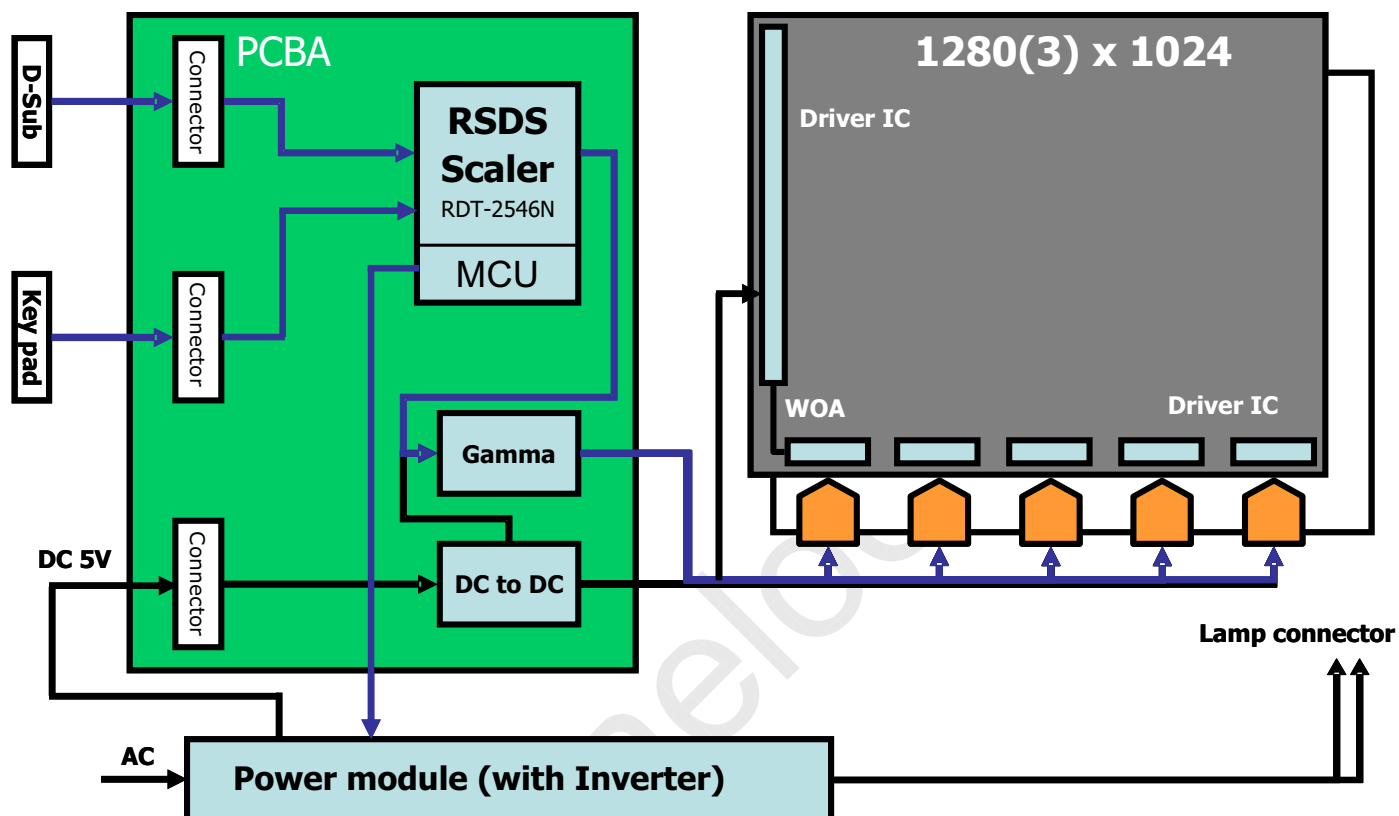 PCBA
1280(3) x 1024
D-Sub
Connector
RSDS
Scaler
RDT-2546N
MCU
Driver IC
Key pad
Connector
WOA
Driver IC
Gamma
DC 5V
Connector
DC to DC
Lamp connector
AC
Power module (with Inverter)